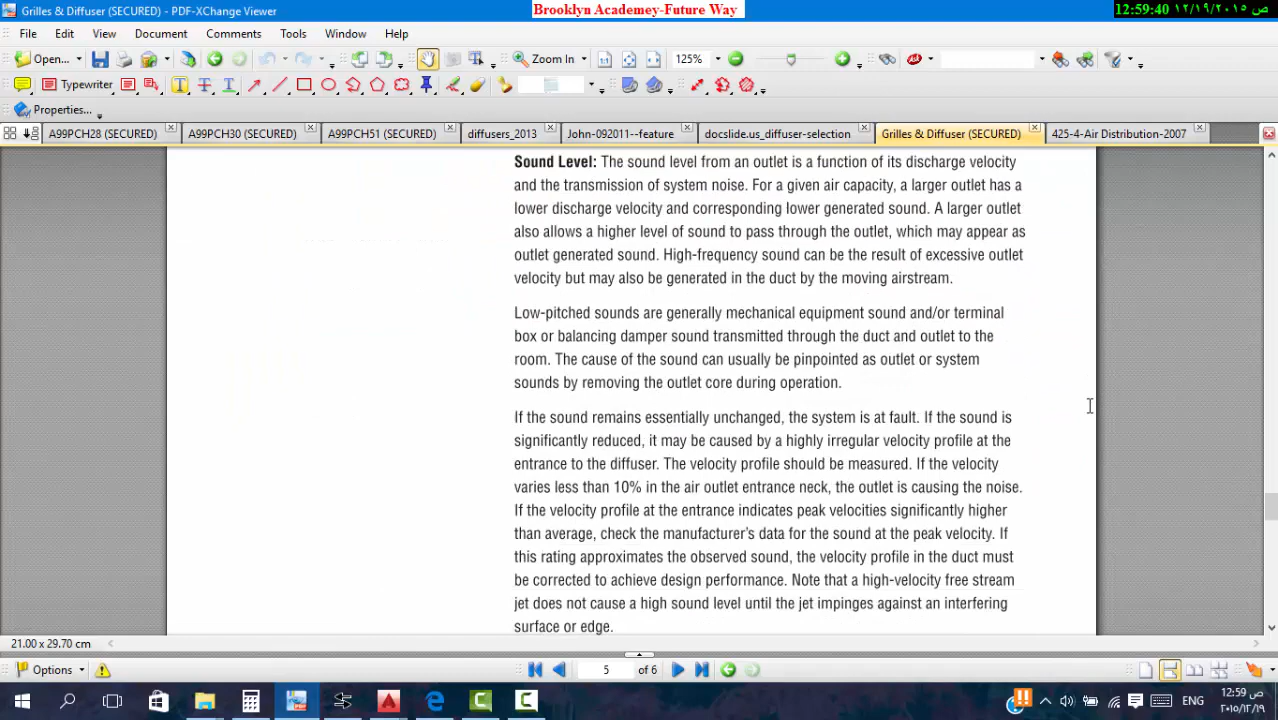 Grilles & Diffuser (SECURED) - PDF-XChange Viewer
Brooklyn Academey-Future Way
12:59:40 ١٢/١٩/٢٠١٥ ص
File Edit View Document Comments Tools Window Help
Open... Zoom In 125%
Typewriter
Properties...
A99PCH28 (SECURED) A99PCH30 (SECURED) A99PCH51 (SECURED) diffusers_2013 John-092011--feature docslide.us_diffuser-selection Grilles & Diffuser (SECURED) 425-4-Air Distribution-2007
Sound Level: The sound level from an outlet is a function of its discharge velocity
and the transmission of system noise. For a given air capacity, a larger outlet has a
lower discharge velocity and corresponding lower generated sound. A larger outlet
also allows a higher level of sound to pass through the outlet, which may appear as
outlet generated sound. High-frequency sound can be the result of excessive outlet
velocity but may also be generated in the duct by the moving airstream.
Low-pitched sounds are generally mechanical equipment sound and/or terminal
box or balancing damper sound transmitted through the duct and outlet to the
room. The cause of the sound can usually be pinpointed as outlet or system
sounds by removing the outlet core during operation.
If the sound remains essentially unchanged, the system is at fault. If the sound is
significantly reduced, it may be caused by a highly irregular velocity profile at the
entrance to the diffuser. The velocity profile should be measured. If the velocity
varies less than 10% in the air outlet entrance neck, the outlet is causing the noise.
If the velocity profile at the entrance indicates peak velocities significantly higher
than average, check the manufacturer's data for the sound at the peak velocity. If
this rating approximates the observed sound, the velocity profile in the duct must
be corrected to achieve design performance. Note that a high-velocity free stream
jet does not cause a high sound level until the jet impinges against an interfering
surface or edge.
21.00 x 29.70 cm
Options 5 of 6
ENG
12:59 ص
٢٠١٥/١٢/١٩